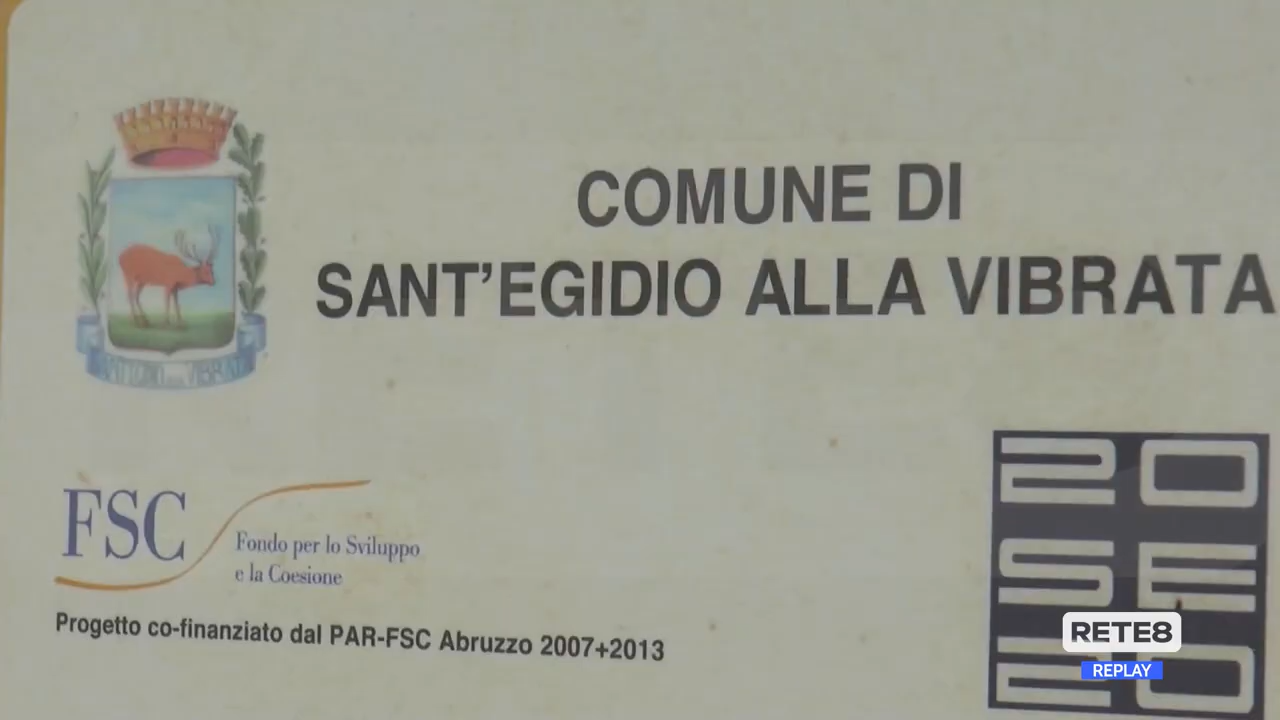 COMUNE DI
SANT'EGIDIO ALLA VIBRATA
FSC
Fondo per lo Sviluppo
e la Coesione
Progetto co-finanziato dal PAR-FSC Abruzzo 2007+2013
RETE8
REPLAY